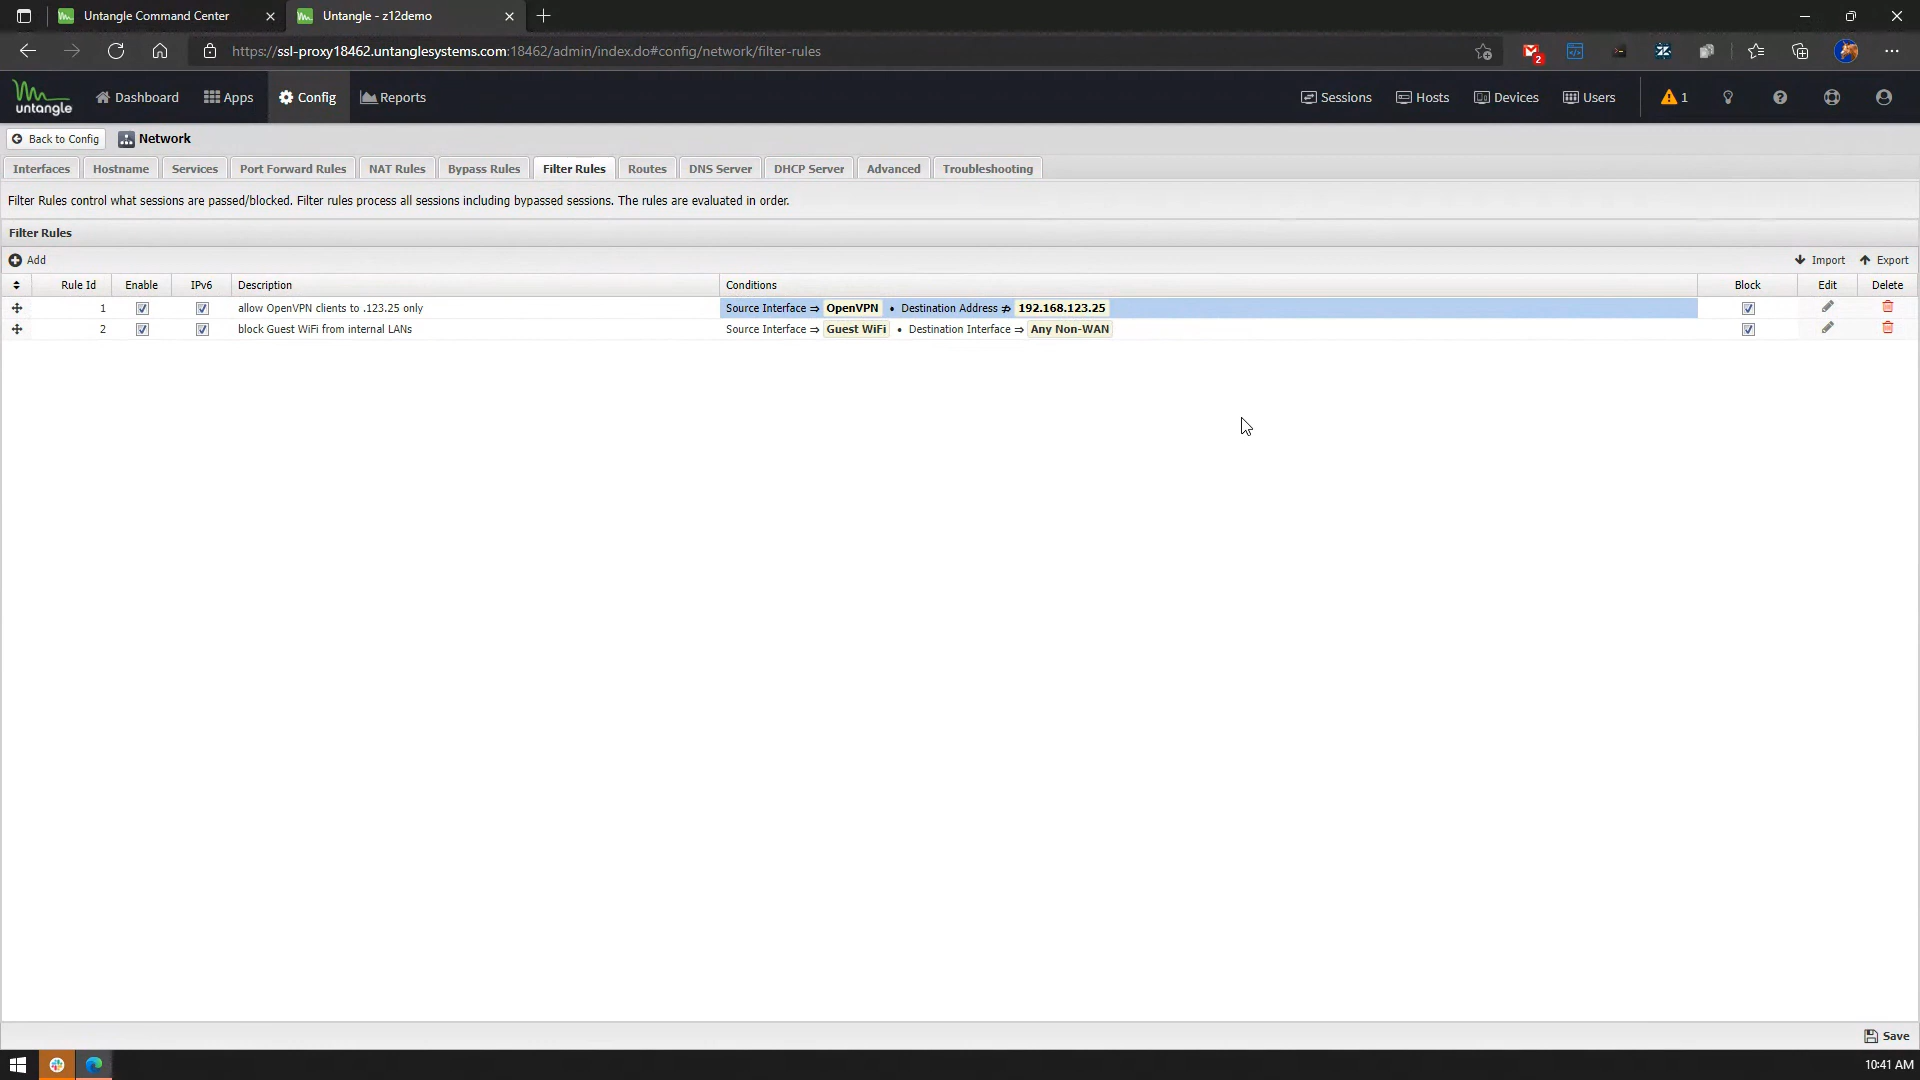 Untangle Command Center
Untangle - z12demo
https://ssl-proxy18462.untanglesystems.com:18462/admin/index.do#config/network/filter-rules
2
untangle
Dashboard
Apps
Config
Reports
Sessions
Hosts
Devices
Users
1
Back to Config
Network
Interfaces
Hostname
Services
Port Forward Rules
NAT Rules
Bypass Rules
Filter Rules
Routes
DNS Server
DHCP Server
Advanced
Troubleshooting
Filter Rules control what sessions are passed/blocked. Filter rules process all sessions including bypassed sessions. The rules are evaluated in order.
Filter Rules
Add
Import
Export
Rule Id Enable IPv6 Description Conditions Block Edit Delete
1 allow OpenVPN clients to .123.25 only Source Interface ⇒ OpenVPN • Destination Address ⇏ 192.168.123.25
2 block Guest WiFi from internal LANs Source Interface ⇒ Guest WiFi • Destination Interface ⇒ Any Non-WAN
Save
10:41 AM